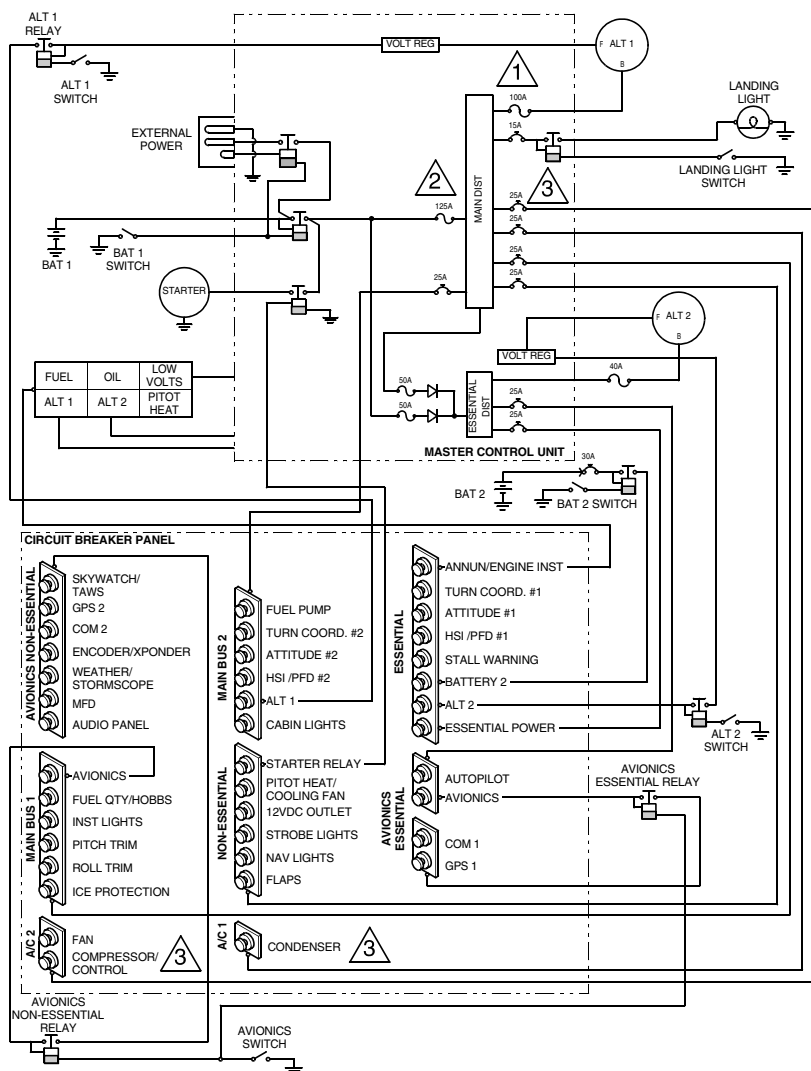 ALT 1
RELAY
ALT 1
SWITCH
VOLT REG
F
ALT 1
B
1
100A
15A
LANDING
LIGHT
LANDING LIGHT
SWITCH
EXTERNAL
POWER
2
3
125A
MAIN DIST
25A
25A
25A
25A
25A
BAT 1
BAT 1
SWITCH
STARTER
F
ALT 2
B
VOLT REG
40A
FUEL
OIL
LOW
VOLTS
ALT 1
ALT 2
PITOT
HEAT
50A
50A
ESSENTIAL
DIST
25A
25A
MASTER CONTROL UNIT
30A
BAT 2
BAT 2 SWITCH
CIRCUIT BREAKER PANEL
AVIONICS NON-ESSENTIAL
SKYWATCH/
TAWS
GPS 2
COM 2
ENCODER/XPONDER
WEATHER/
STORMSCOPE
MFD
AUDIO PANEL
MAIN BUS 2
FUEL PUMP
TURN COORD. #2
ATTITUDE #2
HSI /PFD #2
ALT 1
CABIN LIGHTS
ESSENTIAL
ANNUN/ENGINE INST
TURN COORD. #1
ATTITUDE #1
HSI /PFD #1
STALL WARNING
BATTERY 2
ALT 2
ESSENTIAL POWER
ALT 2
SWITCH
MAIN BUS 1
AVIONICS
FUEL QTY/HOBBS
INST LIGHTS
PITCH TRIM
ROLL TRIM
ICE PROTECTION
NON-ESSENTIAL
STARTER RELAY
PITOT HEAT/
COOLING FAN
12VDC OUTLET
STROBE LIGHTS
NAV LIGHTS
FLAPS
AVIONICS
ESSENTIAL
AUTOPILOT
AVIONICS
COM 1
GPS 1
AVIONICS
ESSENTIAL RELAY
A/C 2
FAN
COMPRESSOR/
CONTROL
3
A/C 1
CONDENSER
3
AVIONICS
NON-ESSENTIAL
RELAY
AVIONICS
SWITCH